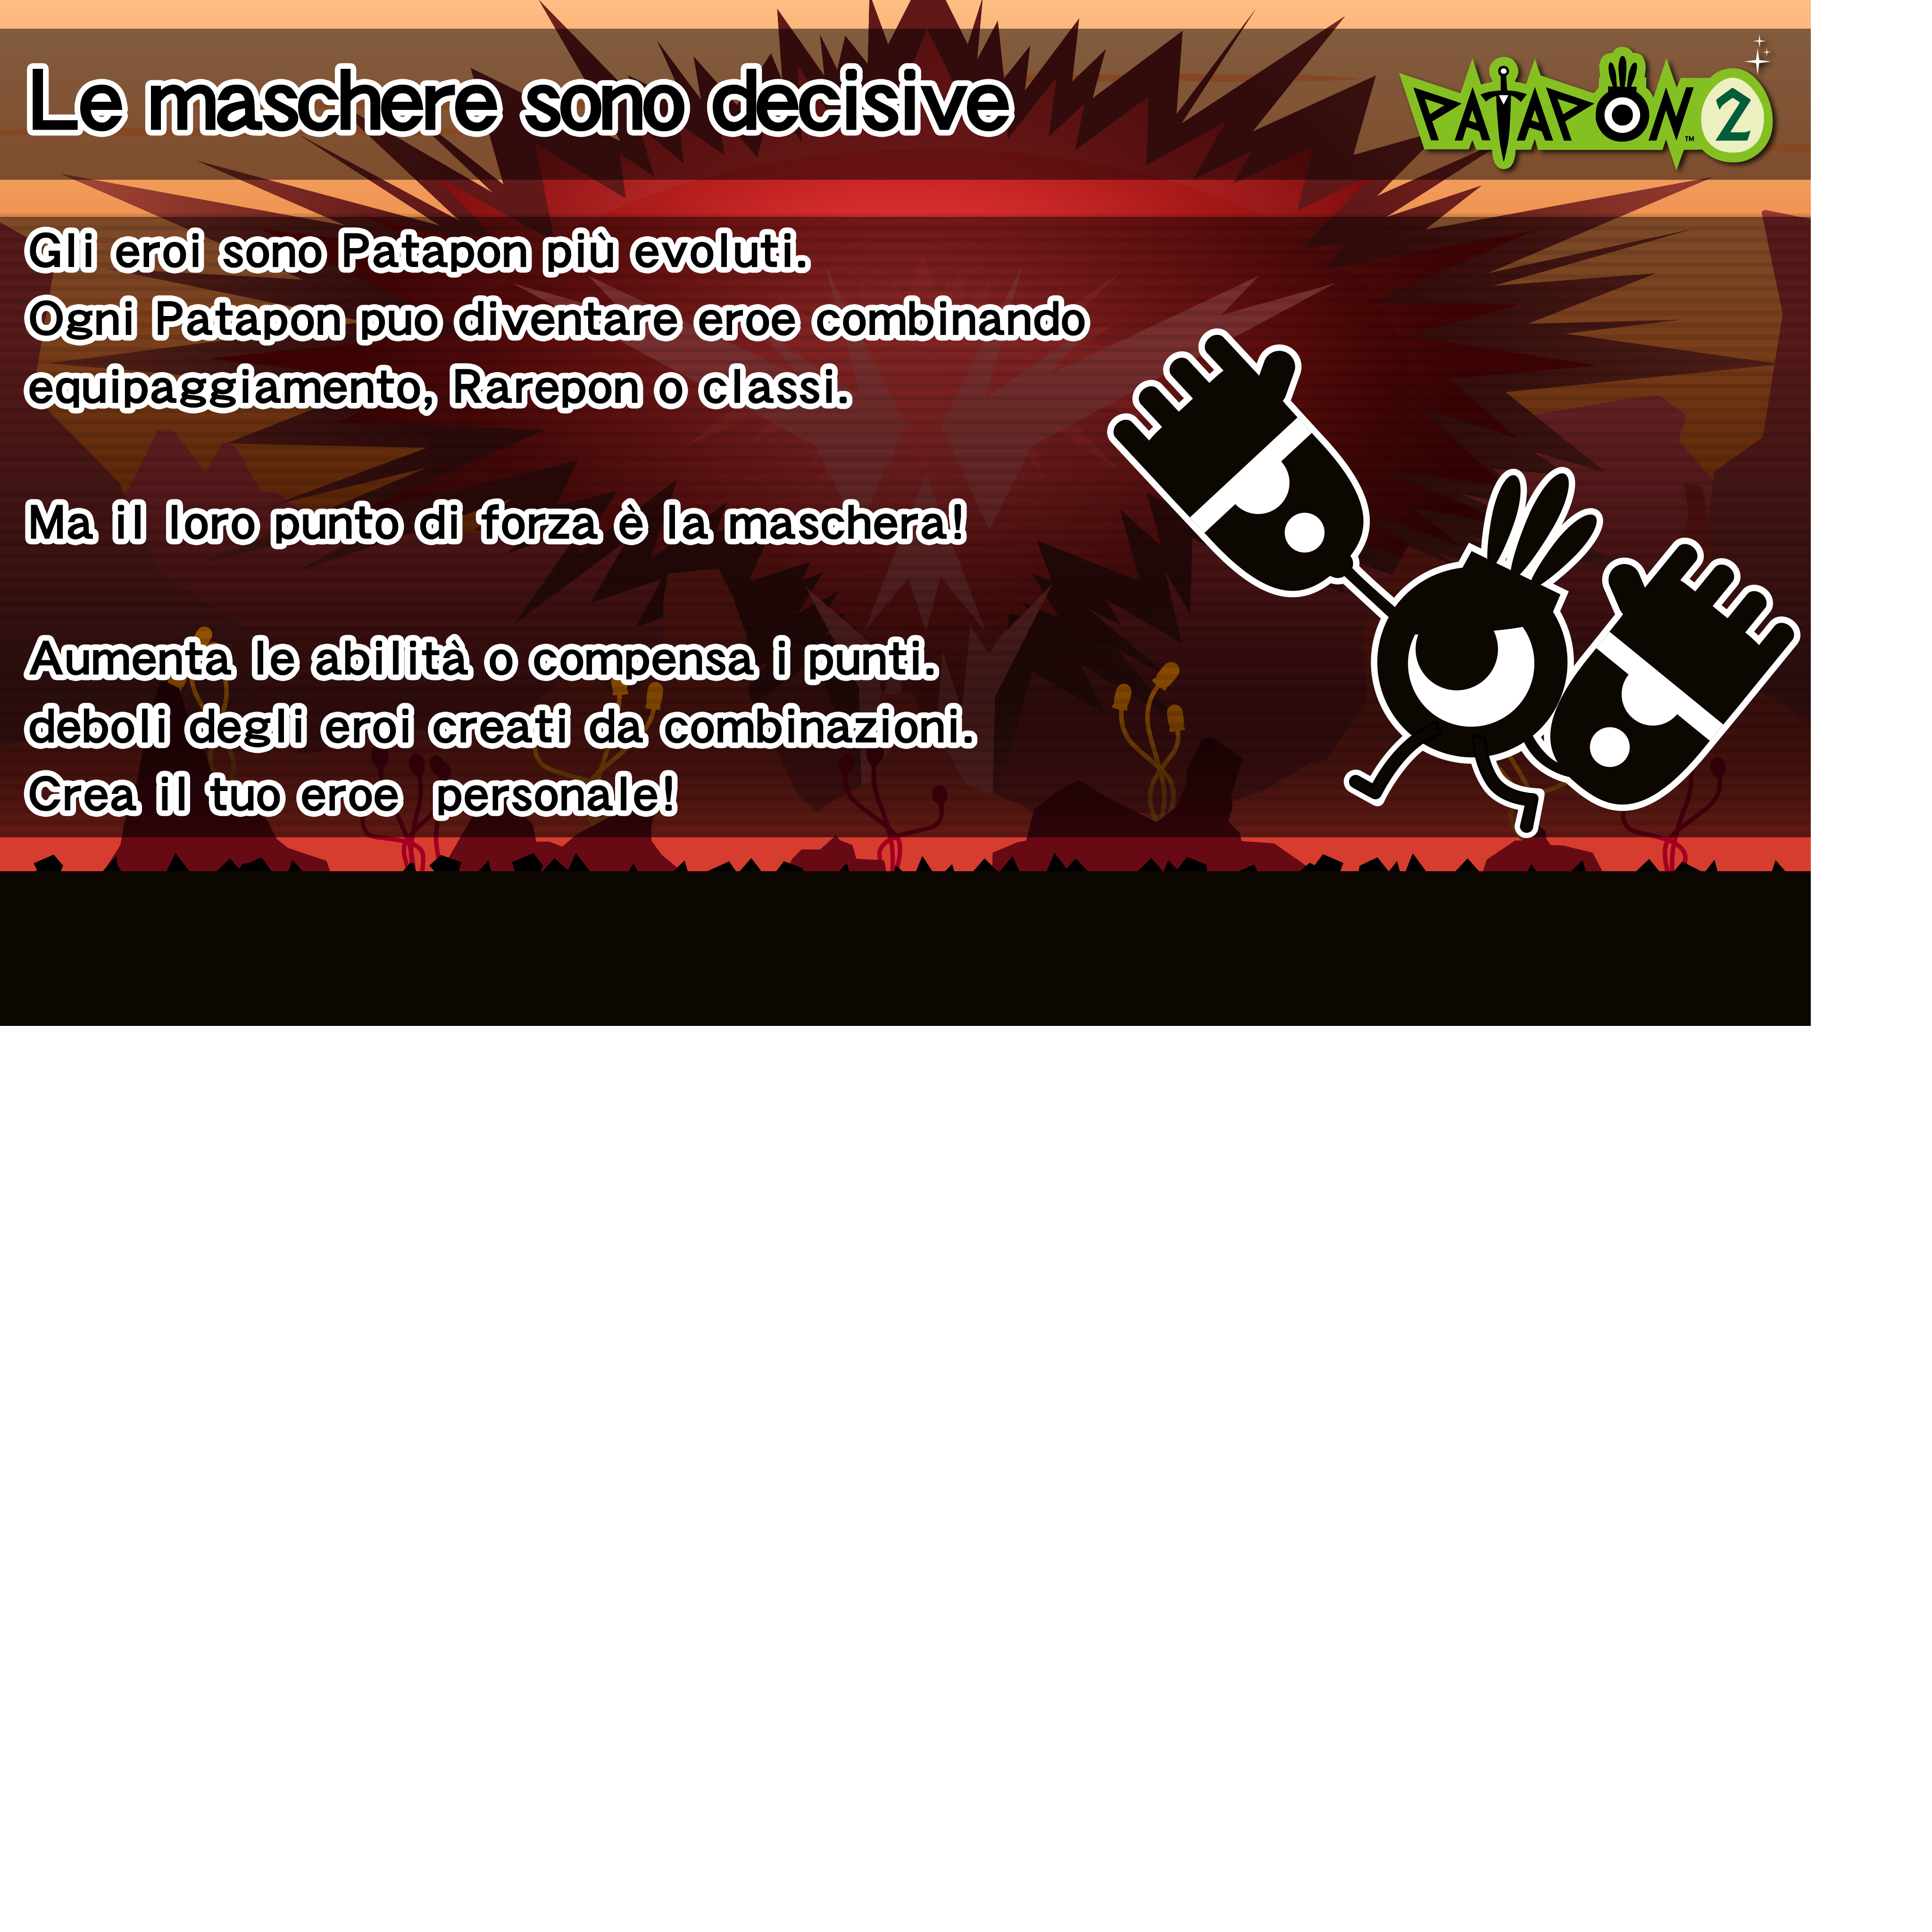 Le maschere sono decisive
PATAPON™ 2
Gli eroi sono Patapon più evoluti.
Ogni Patapon puo diventare eroe combinando
equipaggiamento, Rarepon o classi.
Ma il loro punto di forza è la maschera!
Aumenta le abilità o compensa i punti.
deboli degli eroi creati da combinazioni.
Crea il tuo eroe personale!